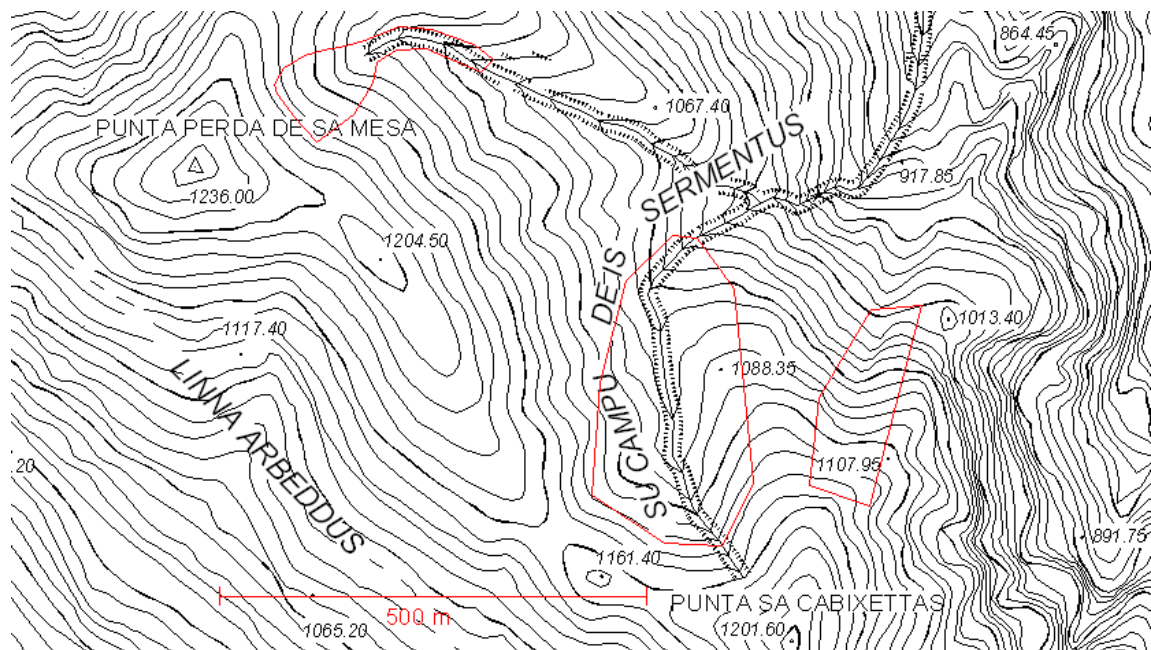 864.45
1067.40
PUNTA PERDA DE SA MESA
SERMENTUS
917.85
1236.00
1204.50
DE IS
1013.40
1117.40
1088.35
LINNA ARBEDDUS
SU CAMPU
1107.95
.20
891.75
1161.40
PUNTA SA CABIXETTAS
500 m
1065.20
1201.60